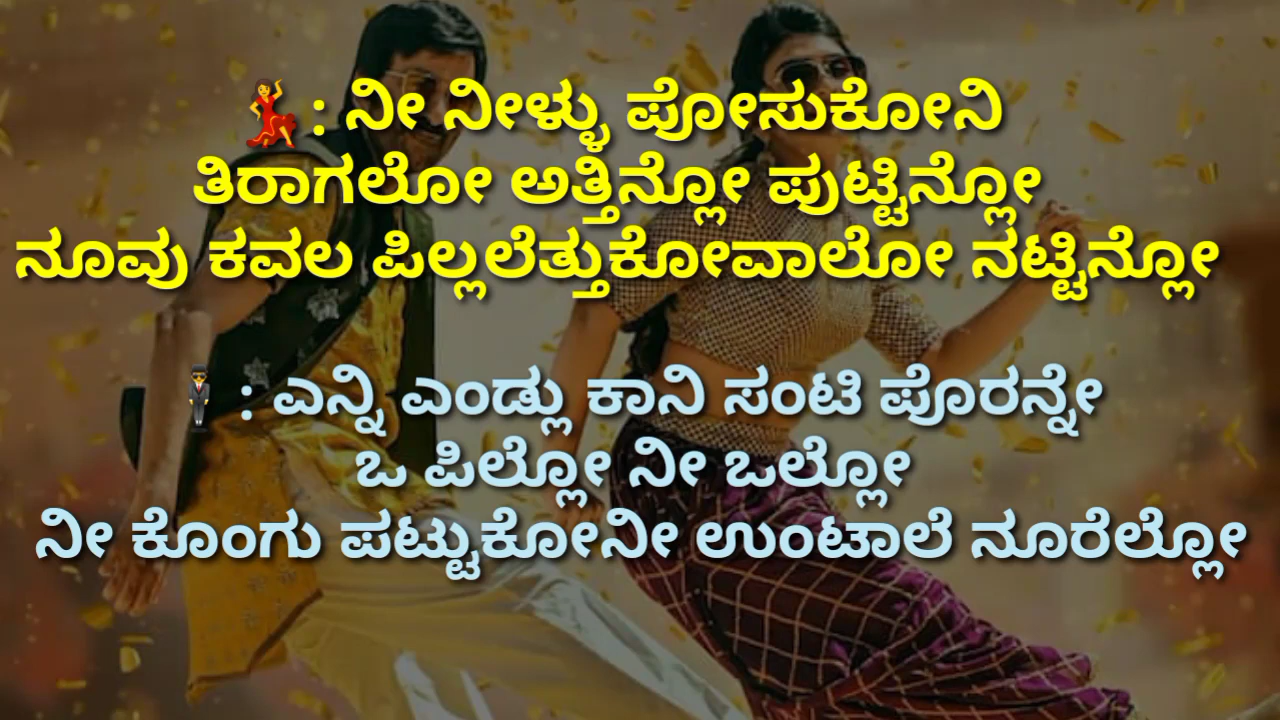 💃 : ನೀ ನೀಳ್ಳು ಪೋಸುಕೋನಿ
ತಿರಾಗಲೋ ಅತ್ತಿನ್ಲೋ ಪುಟ್ಟಿನ್ಲೋ
ನೂವು ಕವಲ ಪಿಲ್ಲಲೆತ್ತುಕೋವಾಲೋ ನಟ್ಟಿನ್ಲೋ
🕴 : ಎನ್ನಿ ಎಂಡ್ಲು ಕಾನಿ ಸಂಟಿ ಪೊರನ್ನೇ
ಒ ಪಿಲ್ಲೋ ನೀ ಒಲ್ಲೋ
ನೀ ಕೊಂಗು ಪಟ್ಟುಕೋನೀ ಉಂಟಾಲೆ ನೂರೆಲ್ಲೋ